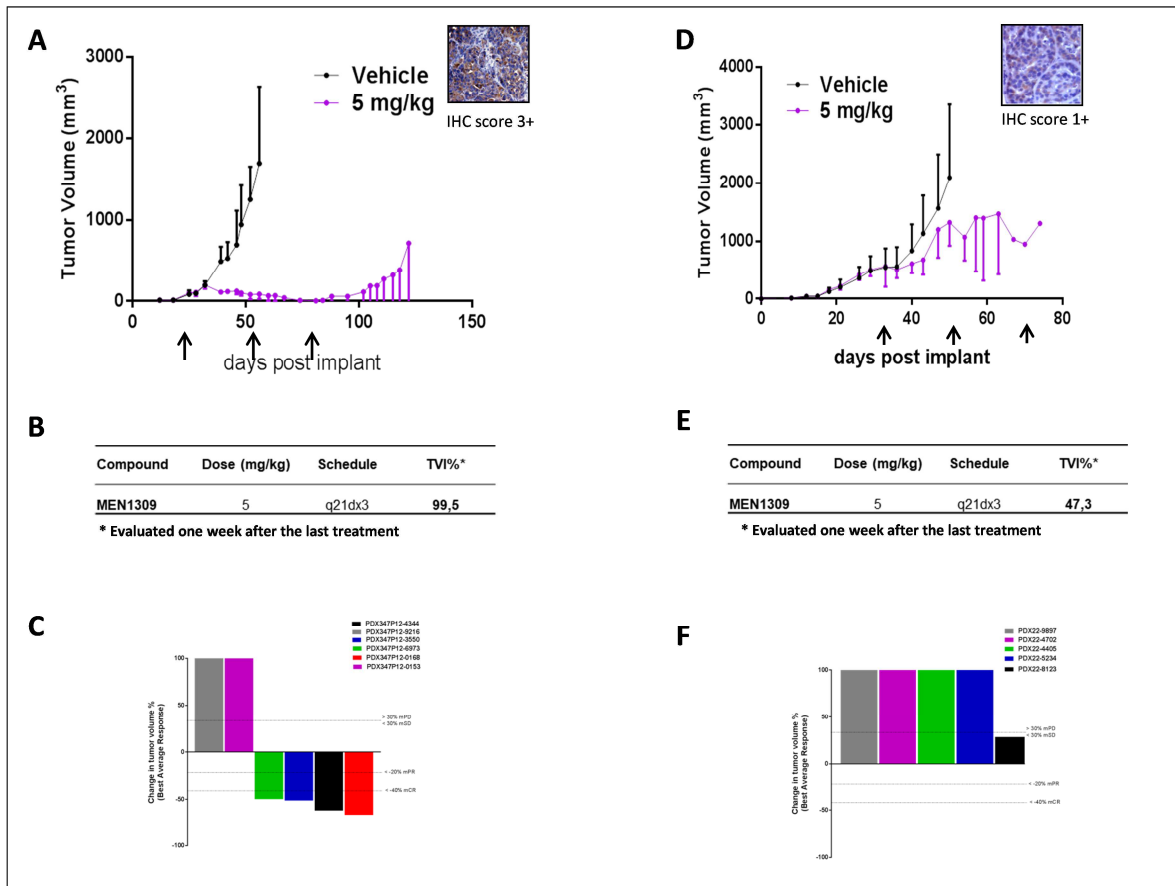 A
3000
2000
1000
0
Tumor Volume (mm³)
Vehicle
5 mg/kg
IHC score 3+
0 50 100 150
days post implant
D
4000
3000
2000
1000
0
Tumor Volume (mm³)
Vehicle
5 mg/kg
IHC score 1+
0 20 40 60 80
days post implant
B
Compound Dose (mg/kg) Schedule TVI%*
MEN1309 5 q21dx3 99,5
* Evaluated one week after the last treatment
E
Compound Dose (mg/kg) Schedule TVI%*
MEN1309 5 q21dx3 47,3
* Evaluated one week after the last treatment
C
PDX347P12-4344
PDX347P12-9216
PDX347P12-3550
PDX347P12-6973
PDX347P12-0168
PDX347P12-0153
Change in tumor volume %
(Best Average Response)
100
50
0
-50
-100
> 30% mPD
< 30% mSD
< -20% mPR
< -40% mCR
F
PDX22-9897
PDX22-4702
PDX22-4405
PDX22-5234
PDX22-8123
Change in tumor volume %
(Best Average Response)
100
50
0
-50
-100
> 30% mPD
< 30% mSD
< -20% mPR
< -40% mCR